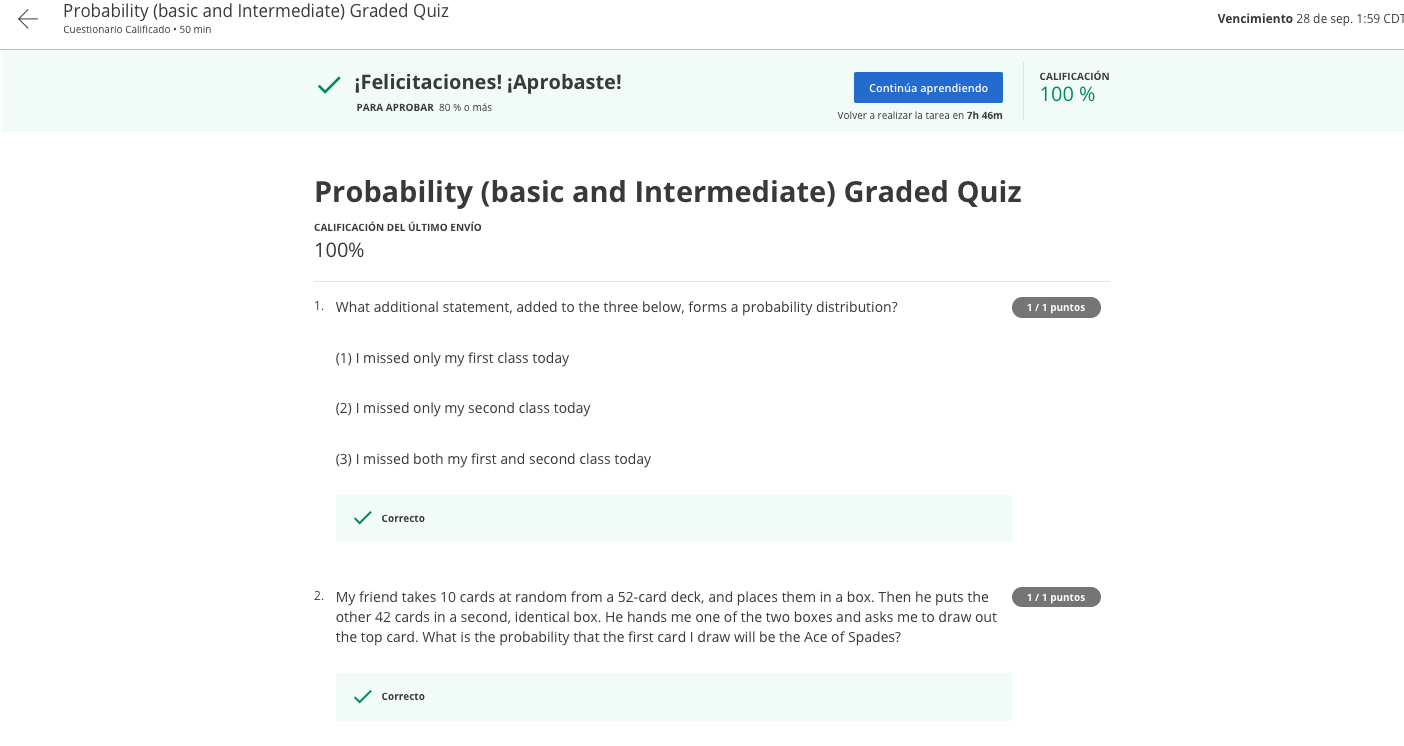 Probability (basic and Intermediate) Graded Quiz
Cuestionario Calificado • 50 min
Vencimiento 28 de sep. 1:59 CDT
¡Felicitaciones! ¡Aprobaste!
PARA APROBAR 80 % o más
Continúa aprendiendo
Volver a realizar la tarea en 7h 46m
CALIFICACIÓN
100 %
Probability (basic and Intermediate) Graded Quiz
CALIFICACIÓN DEL ÚLTIMO ENVÍO
100%
1. What additional statement, added to the three below, forms a probability distribution?
1 / 1 puntos
(1) I missed only my first class today
(2) I missed only my second class today
(3) I missed both my first and second class today
Correcto
2. My friend takes 10 cards at random from a 52-card deck, and places them in a box. Then he puts the
1 / 1 puntos
other 42 cards in a second, identical box. He hands me one of the two boxes and asks me to draw out
the top card. What is the probability that the first card I draw will be the Ace of Spades?
Correcto